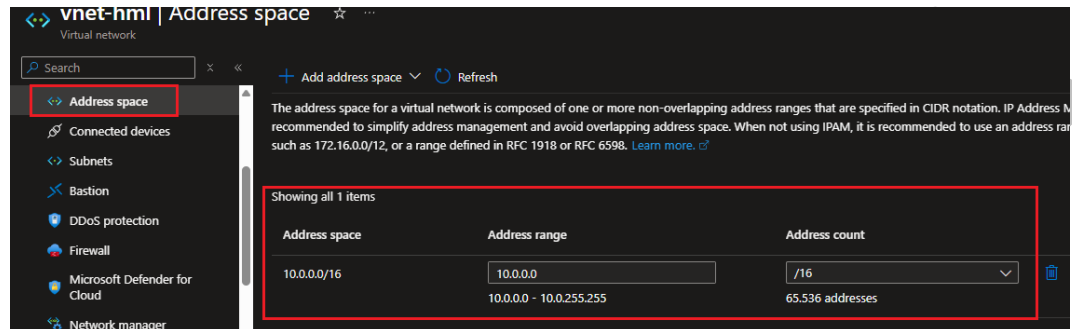 vnet-hml | Address space
Virtual network
Search
Address space
Connected devices
Subnets
Bastion
DDoS protection
Firewall
Microsoft Defender for
Cloud
Network manager
Add address space
Refresh
The address space for a virtual network is composed of one or more non-overlapping address ranges that are specified in CIDR notation. IP Address M
recommended to simplify address management and avoid overlapping address space. When not using IPAM, it is recommended to use an address ran
such as 172.16.0.0/12, or a range defined in RFC 1918 or RFC 6598. Learn more.
Showing all 1 items
Address space Address range Address count
10.0.0.0/16 10.0.0.0 /16
10.0.0.0 - 10.0.255.255 65.536 addresses